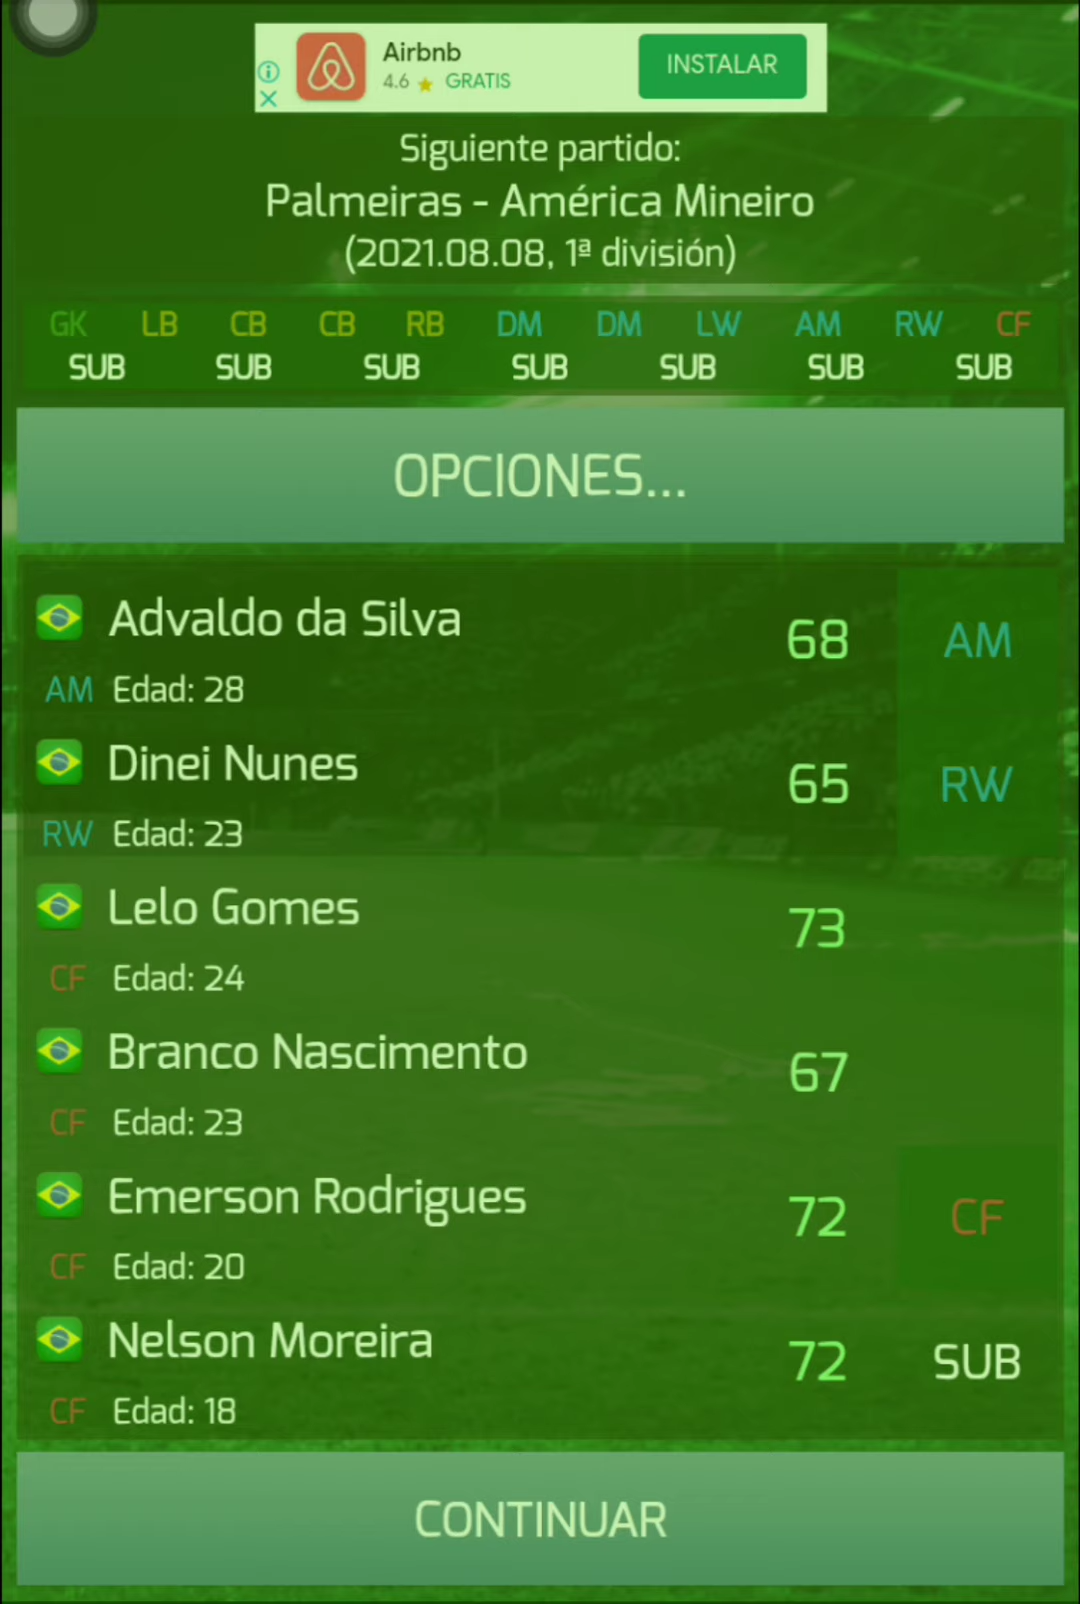 Airbnb
4.6 ★ GRATIS
INSTALAR
Siguiente partido:
Palmeiras - América Mineiro
(2021.08.08, 1ª división)
GK LB CB CB RB DM DM LW AM RW CF
SUB SUB SUB SUB SUB SUB SUB
OPCIONES...
Advaldo da Silva 68 AM
AM Edad: 28
Dinei Nunes 65 RW
RW Edad: 23
Lelo Gomes 73
CF Edad: 24
Branco Nascimento 67
CF Edad: 23
Emerson Rodrigues 72 CF
CF Edad: 20
Nelson Moreira 72 SUB
CF Edad: 18
CONTINUAR